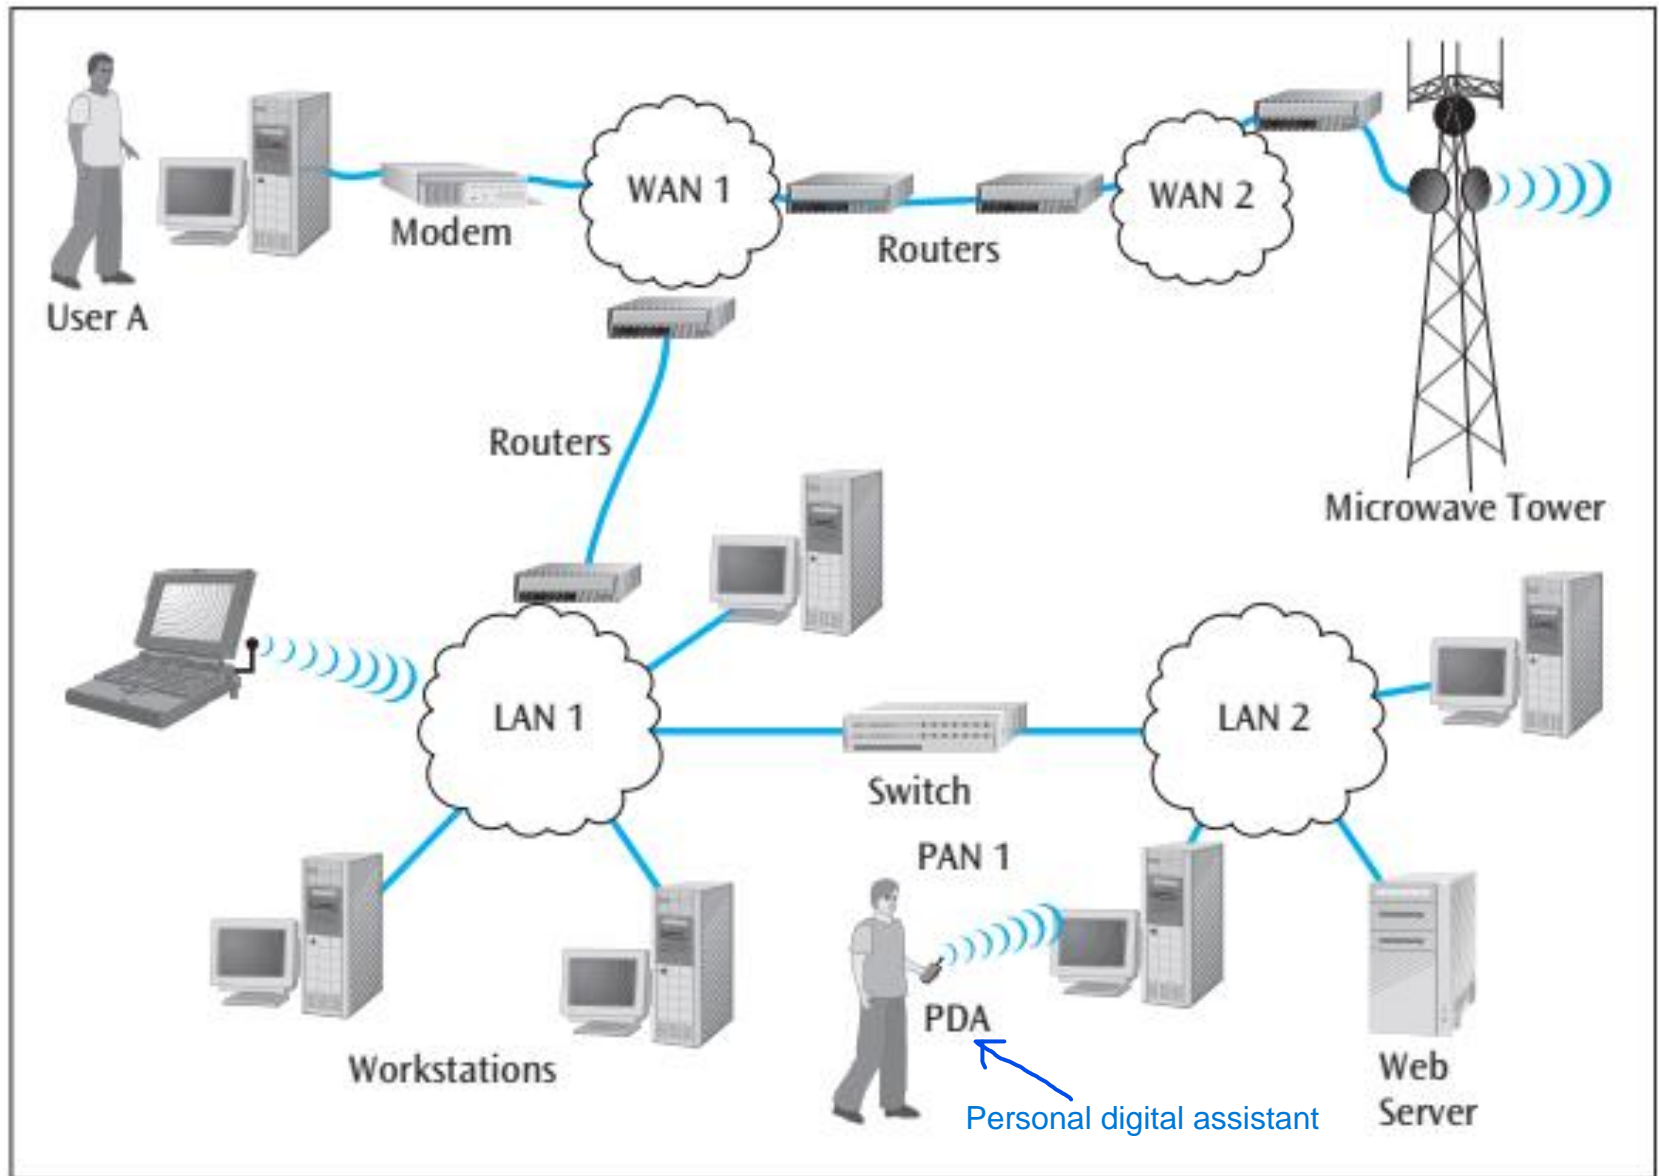 WAN 1
WAN 2
Modem
Routers
User A
Routers
Microwave Tower
LAN 1
LAN 2
Switch
PAN 1
PDA
Workstations
Web
Server
Personal digital assistant